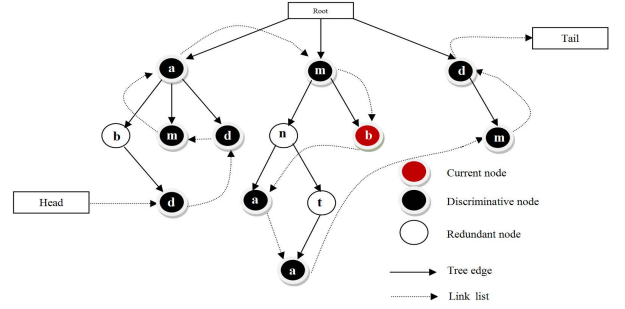 Root
Tail
a
m
d
b
m
d
n
b
m
Head
d
a
t
a
Current node
Discriminative node
Redundant node
Tree edge
Link list